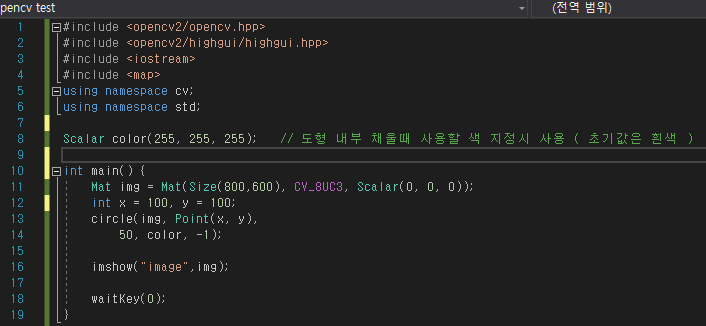 pencv test (전역 범위)
1 #include <opencv2/opencv.hpp>
2 #include <opencv2/highgui/highgui.hpp>
3 #include <iostream>
4 #include <map>
5 using namespace cv;
6 using namespace std;
7
8 Scalar color(255, 255, 255); // 도형 내부 채울때 사용할 색 지정시 사용 ( 초기값은 흰색 )
9
10 int main() {
11 Mat img = Mat(Size(800,600), CV_8UC3, Scalar(0, 0, 0));
12 int x = 100, y = 100;
13 circle(img, Point(x, y),
14 50, color, -1);
15
16 imshow("image",img);
17
18 waitKey(0);
19 }